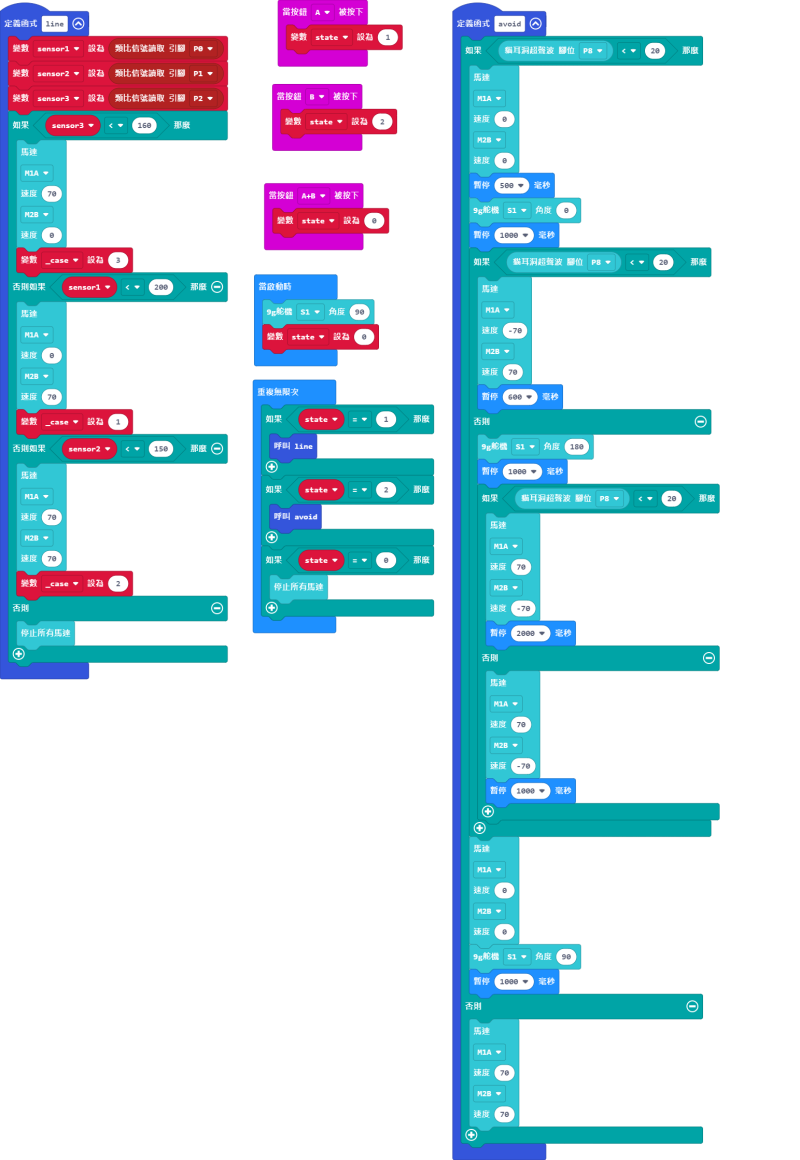 定義函式 line
變數 sensor1 設為 類比信號讀取 引腳 P0
變數 sensor2 設為 類比信號讀取 引腳 P1
變數 sensor3 設為 類比信號讀取 引腳 P2
如果 sensor3 < 160 那麼
馬達
M1A
速度 70
M2B
速度 0
變數 _case 設為 3
否則如果 sensor1 < 200 那麼
馬達
M1A
速度 0
M2B
速度 70
變數 _case 設為 1
否則如果 sensor2 < 150 那麼
馬達
M1A
速度 70
M2B
速度 70
變數 _case 設為 2
否則
停止所有馬達
當按鈕 A 被按下
變數 state 設為 1
當按鈕 B 被按下
變數 state 設為 2
當按鈕 A+B 被按下
變數 state 設為 0
當啟動時
9g舵機 S1 角度 90
變數 state 設為 0
重複無限次
如果 state = 1 那麼
呼叫 line
如果 state = 2 那麼
呼叫 avoid
如果 state = 0 那麼
停止所有馬達
定義函式 avoid
如果 貓耳洞超聲波 腳位 P8 < 20 那麼
馬達
M1A
速度 0
M2B
速度 0
暫停 500 毫秒
9g舵機 S1 角度 0
暫停 1000 毫秒
如果 貓耳洞超聲波 腳位 P8 < 20 那麼
馬達
M1A
速度 -70
M2B
速度 70
暫停 600 毫秒
否則
9g舵機 S1 角度 180
暫停 1000 毫秒
如果 貓耳洞超聲波 腳位 P8 < 20 那麼
馬達
M1A
速度 70
M2B
速度 -70
暫停 2000 毫秒
否則
馬達
M1A
速度 70
M2B
速度 -70
暫停 1000 毫秒
馬達
M1A
速度 0
M2B
速度 0
9g舵機 S1 角度 90
暫停 1000 毫秒
否則
馬達
M1A
速度 70
M2B
速度 70